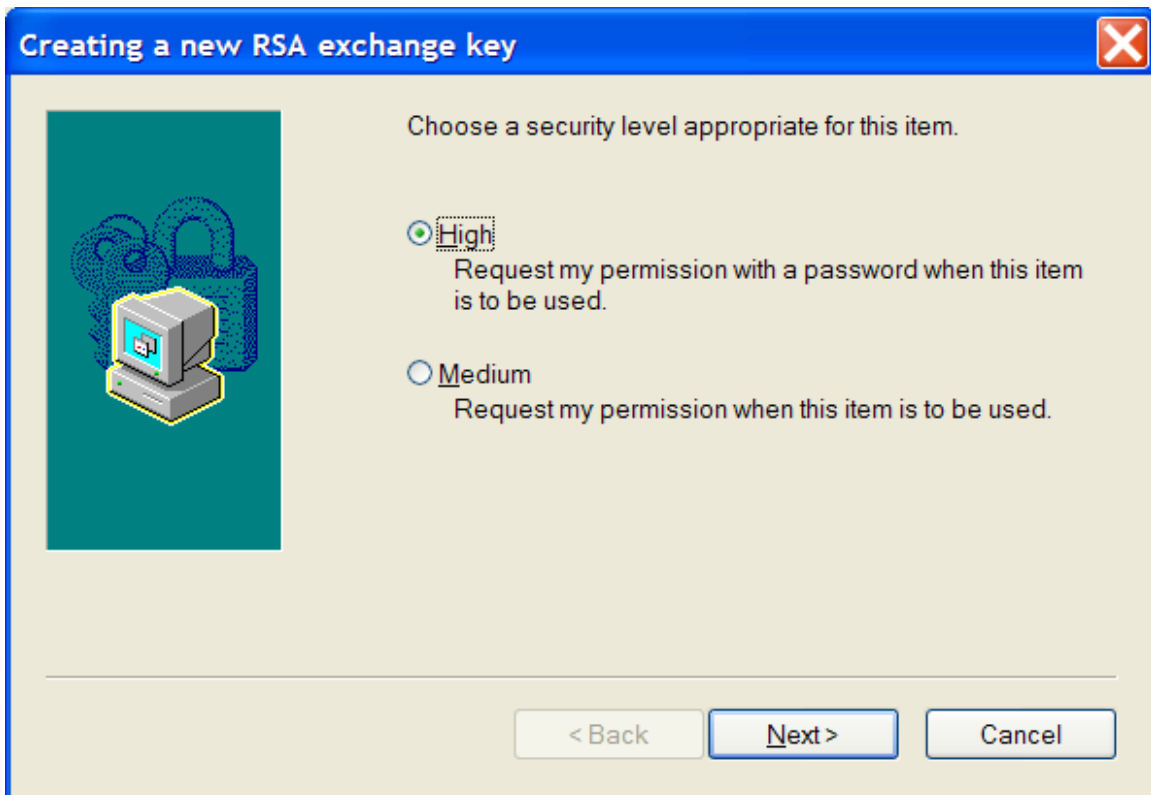 Creating a new RSA exchange key
Choose a security level appropriate for this item.
High
Request my permission with a password when this item
is to be used.
Medium
Request my permission when this item is to be used.
< Back
Next >
Cancel